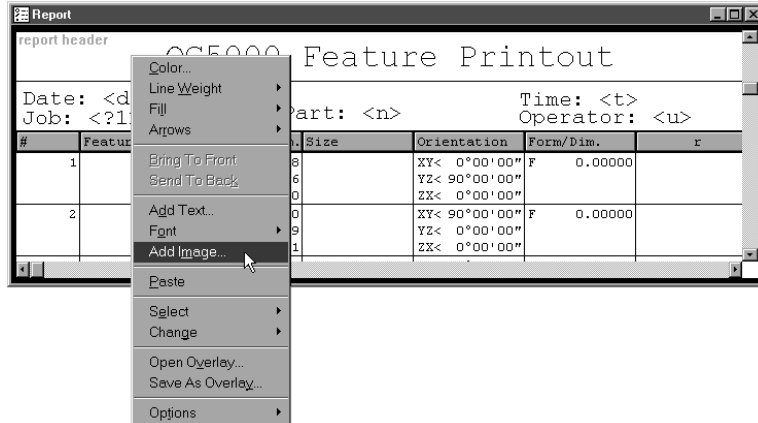 Report
report header
Feature Printout
Date:
Time: <t>
Job:
Part: <n>
Operator: <u>
#
Size
Orientation
Form/Dim.
r
1
8
XY< 0°00'00"
F 0.00000
6
YZ< 90°00'00"
0
ZX< 0°00'00"
2
0
XY< 90°00'00"
F 0.00000
9
YZ< 0°00'00"
1
ZX< 0°00'00"
Color...
Line Weight
Fill
Arrows
Bring To Front
Send To Back
Add Text...
Font
Add Image...
Paste
Select
Change
Open Overlay...
Save As Overlay...
Options